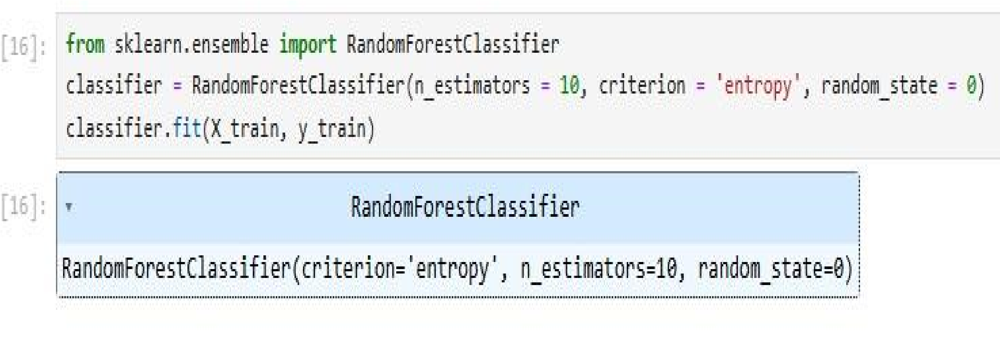 [16]: from sklearn.ensemble import RandomForestClassifier
classifier = RandomForestClassifier(n_estimators = 10, criterion = 'entropy', random_state = 0)
classifier.fit(X_train, y_train)
[16]: ▾ RandomForestClassifier
RandomForestClassifier(criterion='entropy', n_estimators=10, random_state=0)